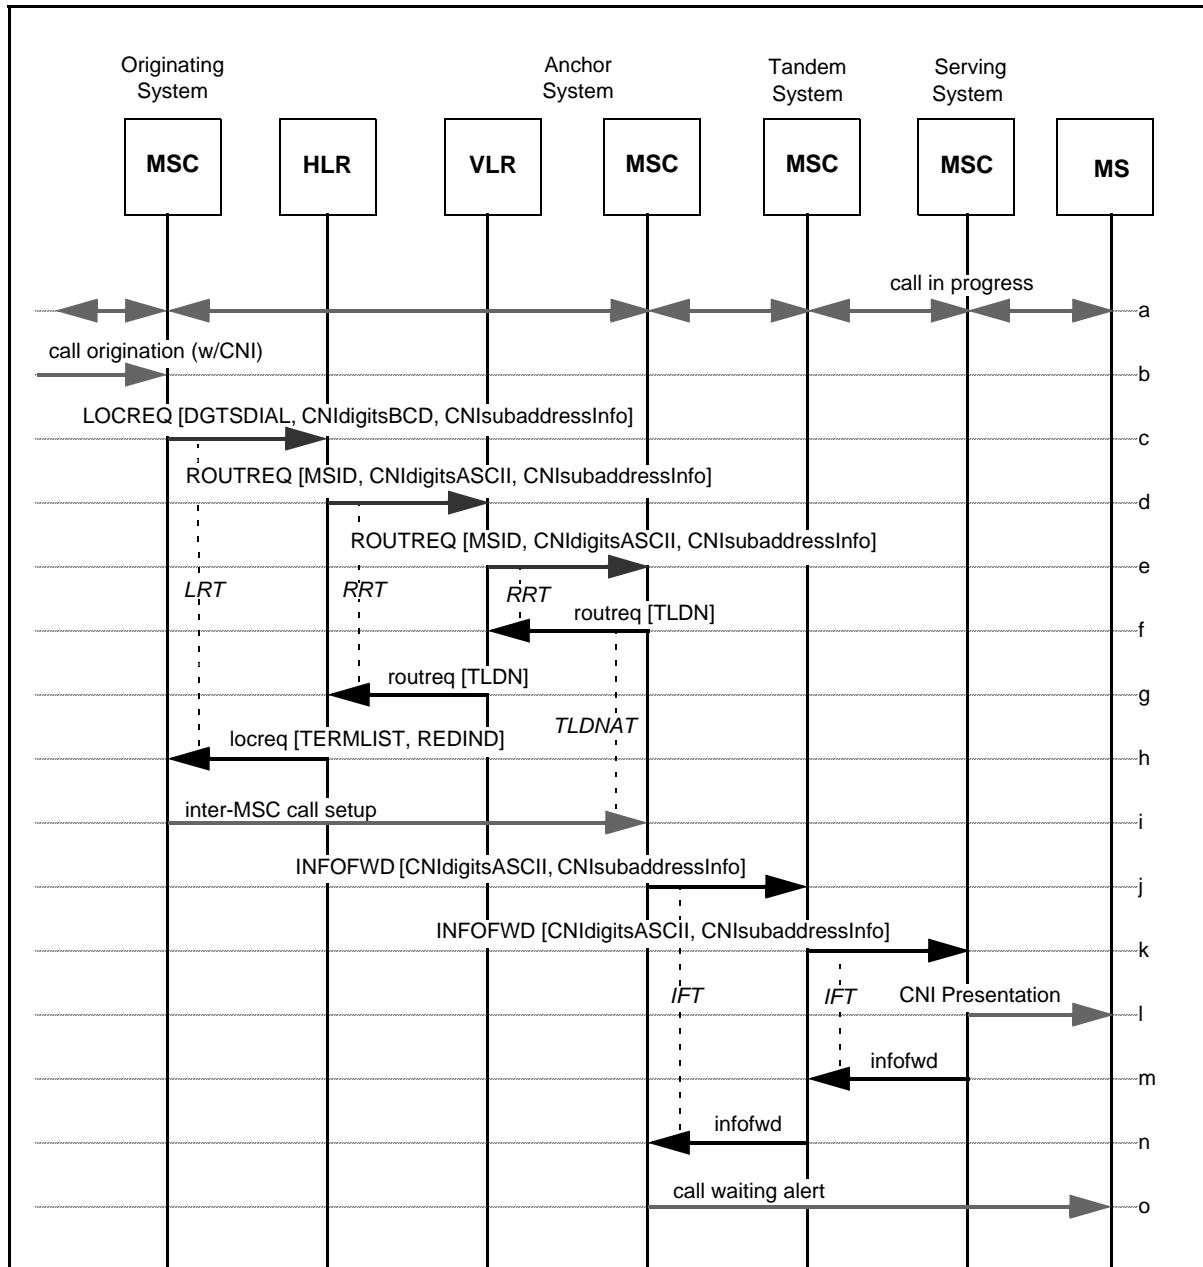 Originating System
Anchor System
Tandem System
Serving System
MSC
HLR
VLR
MSC
MSC
MSC
MS
call in progress
a
call origination (w/CNI)
b
LOCREQ [DGTSDIAL, CNIdigitsBCD, CNIsubaddressInfo]
c
ROUTREQ [MSID, CNIdigitsASCII, CNIsubaddressInfo]
d
ROUTREQ [MSID, CNIdigitsASCII, CNIsubaddressInfo]
e
LRT
RRT
RRT
routreq [TLDN]
f
routreq [TLDN]
g
TLDNAT
locreq [TERMLIST, REDIND]
h
inter-MSC call setup
i
INFOFWD [CNIdigitsASCII, CNIsubaddressInfo]
j
INFOFWD [CNIdigitsASCII, CNIsubaddressInfo]
k
IFT
IFT
CNI Presentation
l
infofwd
m
infofwd
n
call waiting alert
o